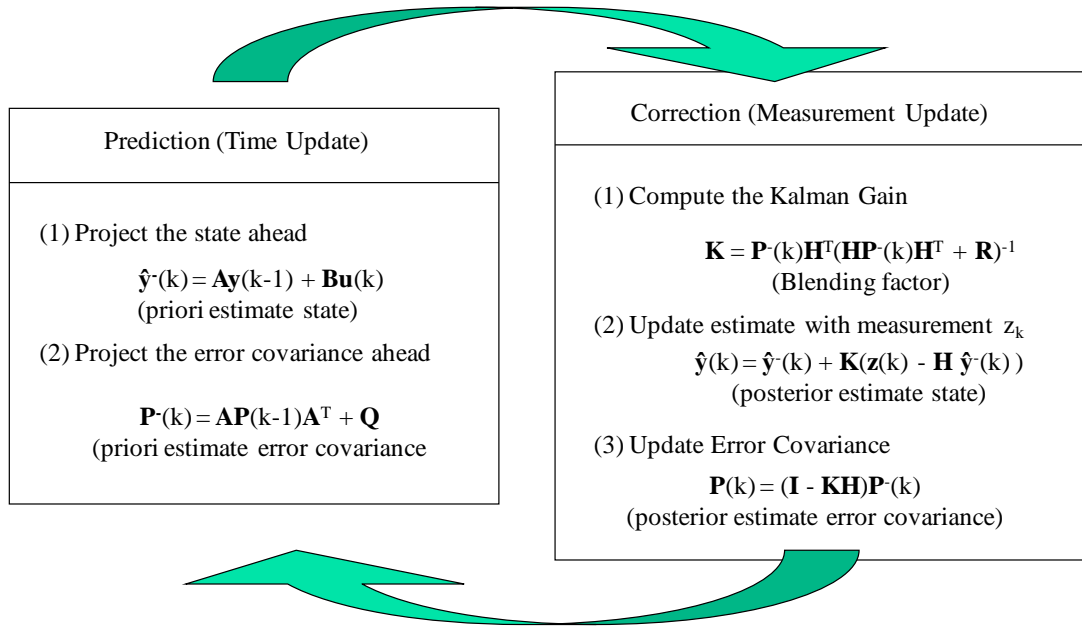 Prediction (Time Update)
(1) Project the state ahead
ŷ⁻(k) = Ay(k-1) + Bu(k)
(priori estimate state)
(2) Project the error covariance ahead
P⁻(k) = AP(k-1)Aᵀ + Q
(priori estimate error covariance
Correction (Measurement Update)
(1) Compute the Kalman Gain
K = P⁻(k)Hᵀ(HP⁻(k)Hᵀ + R)⁻¹
(Blending factor)
(2) Update estimate with measurement zₖ
ŷ(k) = ŷ⁻(k) + K(z(k) - H ŷ⁻(k) )
(posterior estimate state)
(3) Update Error Covariance
P(k) = (I - KH)P⁻(k)
(posterior estimate error covariance)